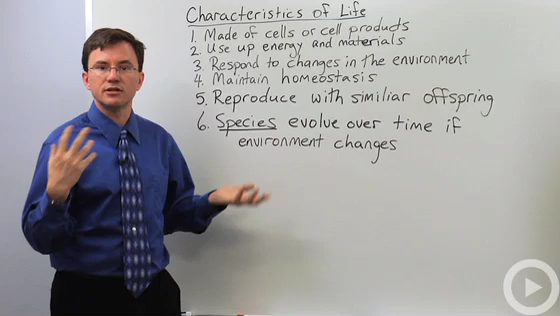 Characteristics of Life
1. Made of cells or cell products
2. Use up energy and materials
3. Respond to changes in the environment
4. Maintain homeostasis
5. Reproduce with similiar offspring
6. Species evolve over time if
environment changes